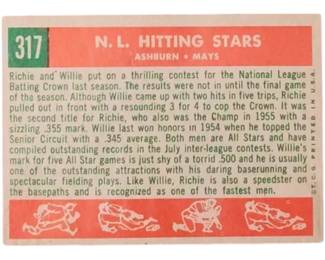 317
N. L. HITTING STARS
ASHBURN • MAYS
Richie and Willie put on a thrilling contest for the National League
Batting Crown last season. The results were not in until the final game
of the season. Although Willie came up with two hits in five trips, Richie
pulled out front with a resounding 3 for 4 to cop the Crown. It was
the second title for Richie, who also was the Champ in 1955 with a
sizzling .355 mark. Willie last won honors in 1954 when he topped the
Senior Circuit with a .345 average. Both men are All Stars and have
compiled outstanding records in the July inter-league contests. Willie's
mark for five All Star games is just shy of a torrid .500 and he is usually
one of the outstanding attractions with his daring baserunning and
spectacular fielding plays. Like Willie, Richie also is a speedster on
the basepaths and is recognized as one of the fastest men.
©T. C. G. PRINTED IN U.S.A.